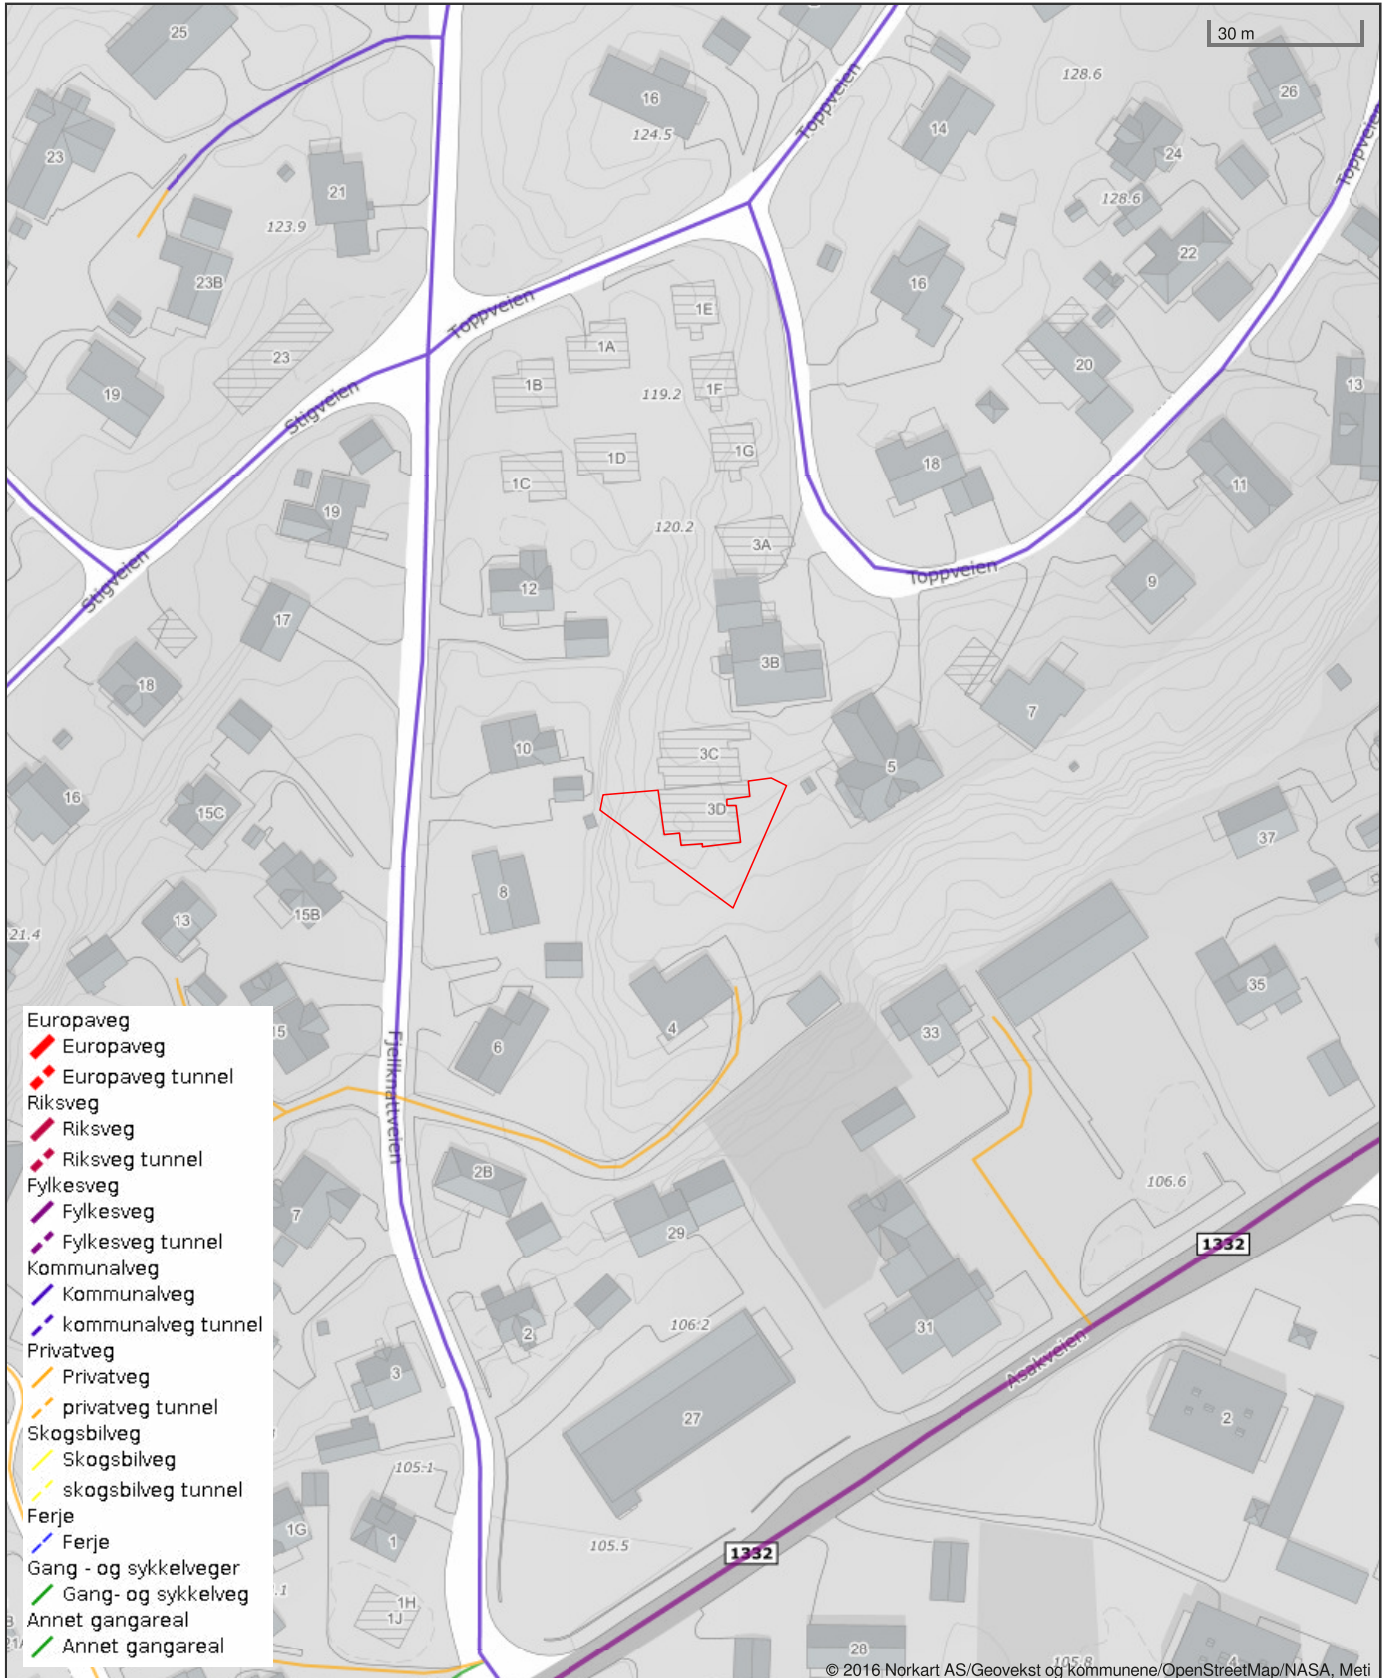 30 m
25
16
128.6
26
Toppveien
14
124.5
24
23
Toppveien
21
128.6
123.9
22
23B
16
1E
Toppveien
1A
23
1F
20
1B
119.2
13
19
Stigveien
1G
1D
18
1C
11
19
120.2
3A
Toppveien
Stigveien
12
9
17
3B
18
7
10
3C
5
16
15C
3D
37
8
15B
13
21.4
35
4
33
15
6
Fjellknattveien
2B
106.6
7
29
1332
106.2
31
2
Asakveien
3
27
2
105.1
1G
1
105.5
1332
1H
1J
28
105.8
4
Europaveg
Europaveg
Europaveg tunnel
Riksveg
Riksveg
Riksveg tunnel
Fylkesveg
Fylkesveg
Fylkesveg tunnel
Kommunalveg
Kommunalveg
kommunalveg tunnel
Privatveg
Privatveg
privatveg tunnel
Skogsbilveg
Skogsbilveg
skogsbilveg tunnel
Ferje
Ferje
Gang - og sykkelveger
Gang- og sykkelveg
Annet gangareal
Annet gangareal
© 2016 Norkart AS/Geovekst og kommunene/OpenStreetMap/NASA, Meti